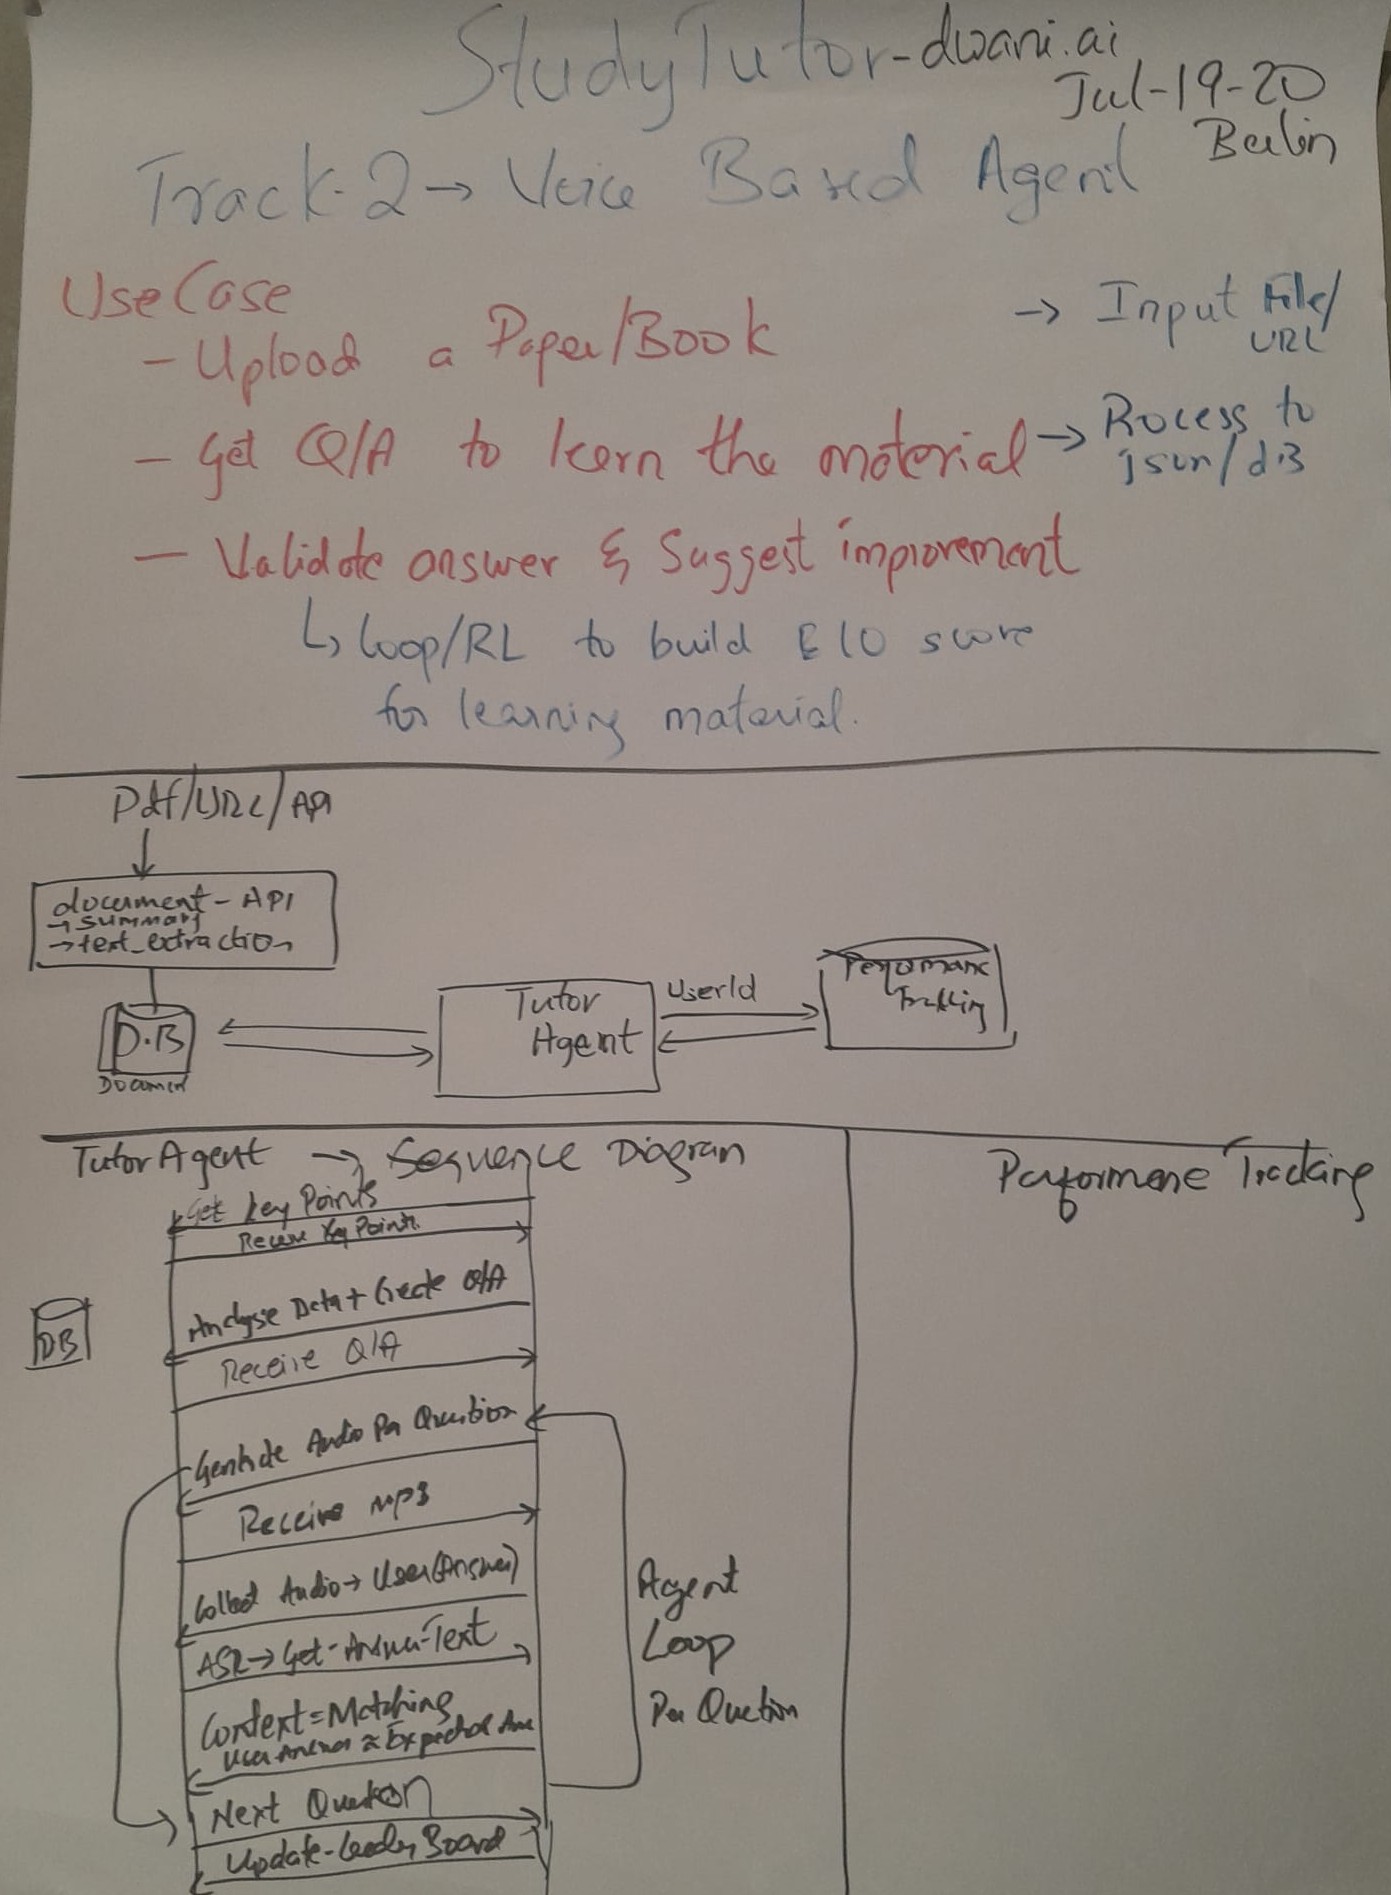 StudyTutor-dwani.ai
Jul-19-20
Berlin
Track-2 → Voice Based Agent
UseCase
- Upload a Paper/Book
→ Input File/
URL
- Get Q/A to learn the material → Process to
json/dB
- Validate answer & Suggest improvement
↳ Loop/RL to build ELO score
for learning material.
Pdf/URL/API
document-API
→ summary
→ text_extraction
D.B
Document
Tutor
Agent
UserId
Performance
Tracking
TutorAgent → Sequence Diagram
Get Key Points
Receive Key Points
Analyse Data + Create Q/A
DB
Receive Q/A
Generate Audio Per Question
Receive mp3
Collect Audio → User(Answer)
ASR → Get-Answer-Text
Context = Matching
User Answer ≈ Expected Ans
Next Question
Update-Leader Board
Agent
Loop
Per Question
Performance Tracking